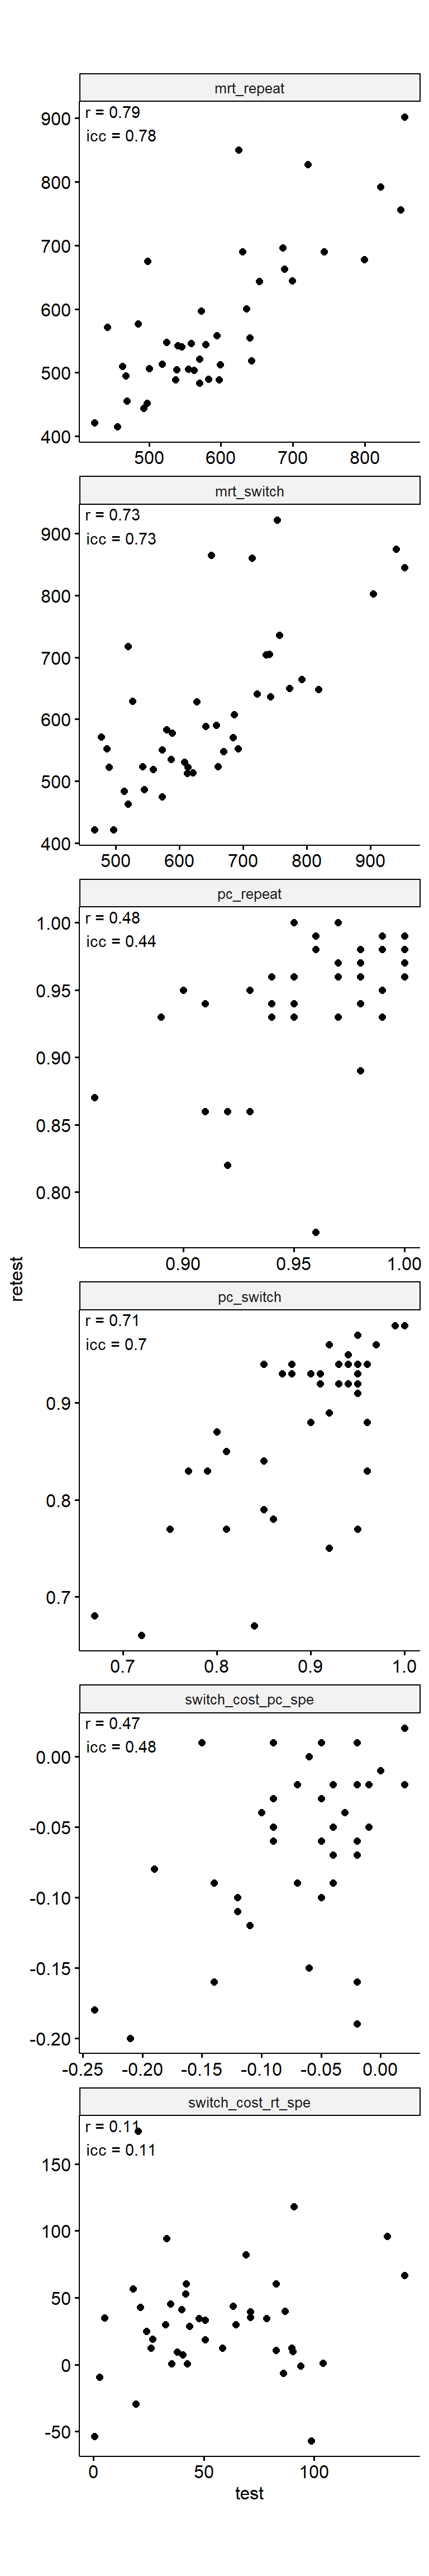 mrt_repeat
r = 0.79
icc = 0.78
900
800
700
600
500
400
500 600 700 800
mrt_switch
r = 0.73
icc = 0.73
900
800
700
600
500
400
500 600 700 800 900
pc_repeat
r = 0.48
icc = 0.44
1.00
0.95
0.90
0.85
0.80
0.90 0.95 1.00
retest
pc_switch
r = 0.71
icc = 0.7
0.9
0.8
0.7
0.7 0.8 0.9 1.0
switch_cost_pc_spe
r = 0.47
icc = 0.48
0.00
-0.05
-0.10
-0.15
-0.20
-0.25 -0.20 -0.15 -0.10 -0.05 0.00
switch_cost_rt_spe
r = 0.11
icc = 0.11
150
100
50
0
-50
0 50 100
test